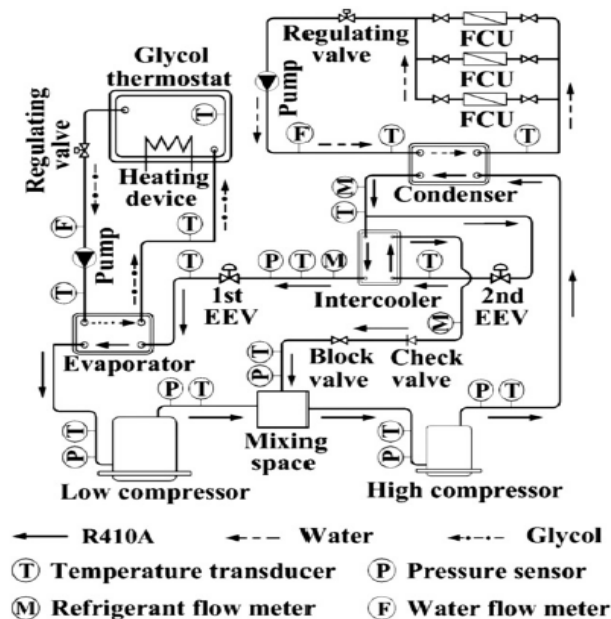 Regulating
valve
FCU
FCU
FCU
Pump
F
T
T
Glycol
thermostat
T
Regulating
valve
Heating
device
F
Pump
T
T
T
Condenser
M
T
P
T
M
T
1st
EEV
Intercooler
2nd
EEV
M
Evaporator
Block
valve
Check
valve
T
P
P
T
P
T
T
P
Mixing
space
T
P
Low compressor
High compressor
R410A
Water
Glycol
T Temperature transducer
P Pressure sensor
M Refrigerant flow meter
F Water flow meter